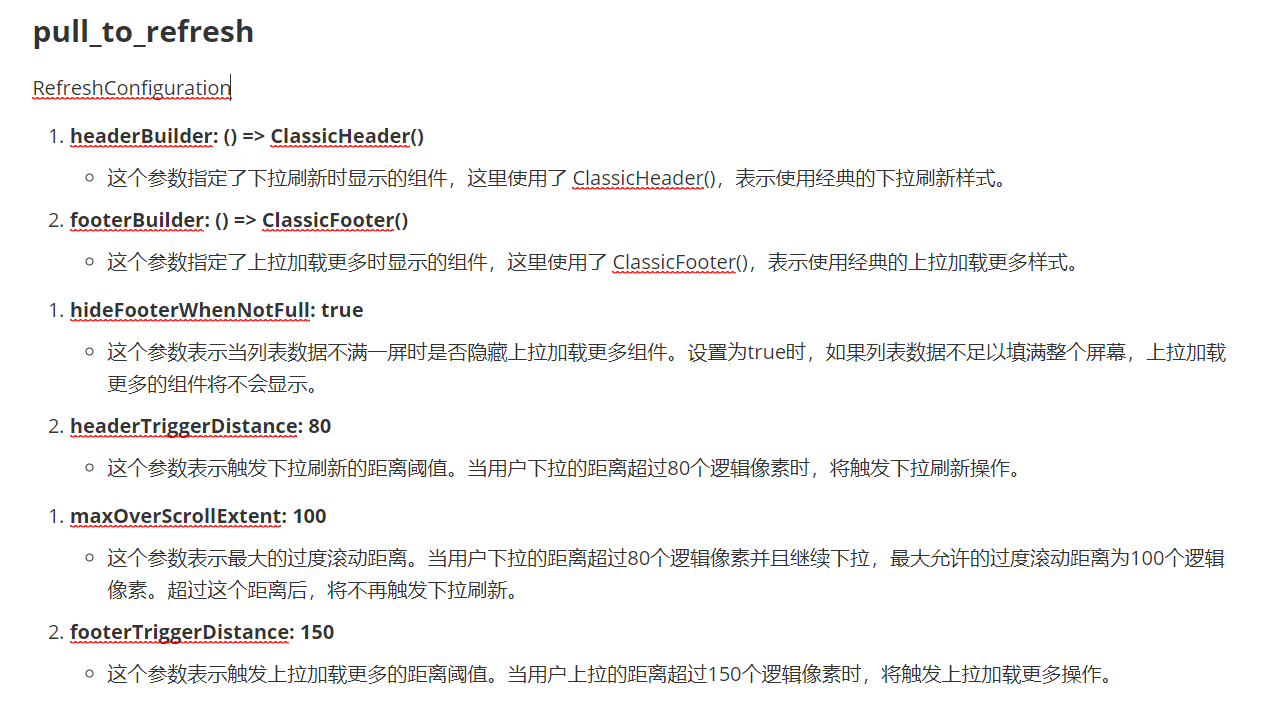 pull_to_refresh
RefreshConfiguration
1. headerBuilder: () => ClassicHeader()
○ 这个参数指定了下拉刷新时显示的组件，这里使用了 ClassicHeader()，表示使用经典的下拉刷新样式。
2. footerBuilder: () => ClassicFooter()
○ 这个参数指定了上拉加载更多时显示的组件，这里使用了 ClassicFooter()，表示使用经典的上拉加载更多样式。
1. hideFooterWhenNotFull: true
○ 这个参数表示当列表数据不满一屏时是否隐藏上拉加载更多组件。设置为true时，如果列表数据不足以填满整个屏幕，上拉加载
更多的组件将不会显示。
2. headerTriggerDistance: 80
○ 这个参数表示触发下拉刷新的距离阈值。当用户下拉的距离超过80个逻辑像素时，将触发下拉刷新操作。
1. maxOverScrollExtent: 100
○ 这个参数表示最大的过度滚动距离。当用户下拉的距离超过80个逻辑像素并且继续下拉，最大允许的过度滚动距离为100个逻辑
像素。超过这个距离后，将不再触发下拉刷新。
2. footerTriggerDistance: 150
○ 这个参数表示触发上拉加载更多的距离阈值。当用户上拉的距离超过150个逻辑像素时，将触发上拉加载更多操作。